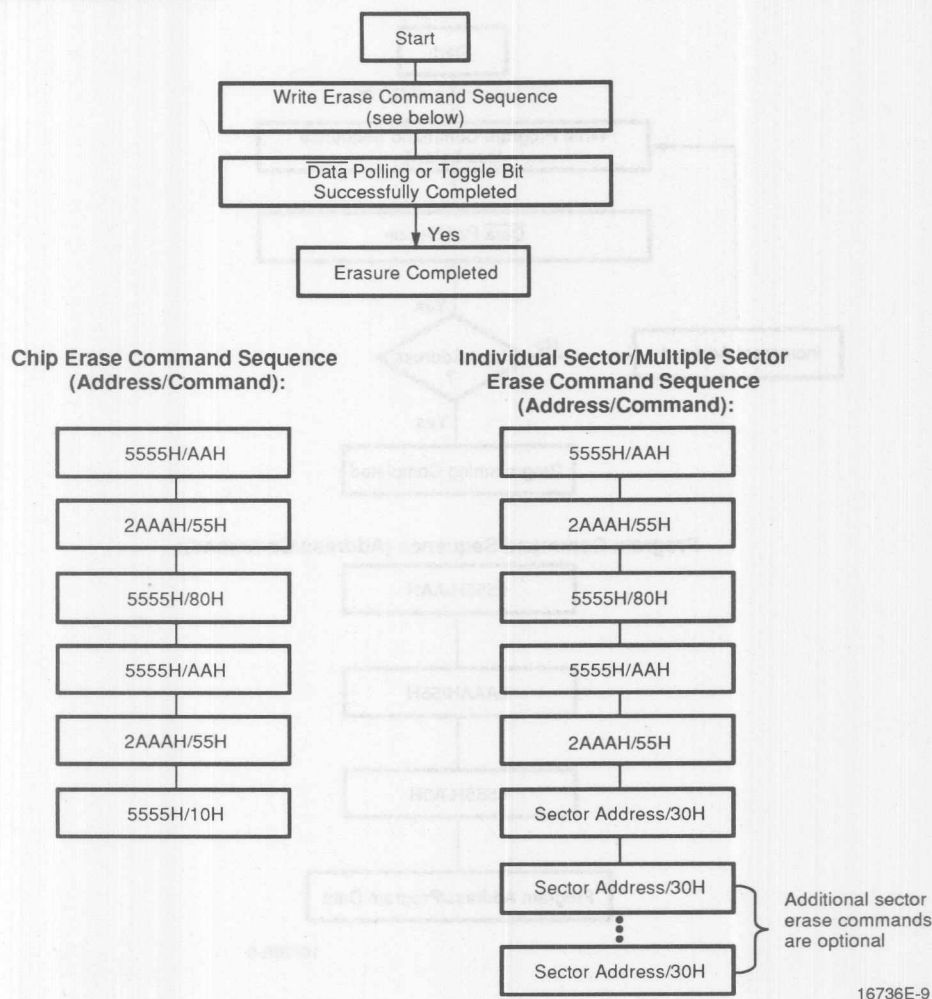 Start
Write Erase Command Sequence
(see below)
Data Polling or Toggle Bit
Successfully Completed
Yes
Erasure Completed
Chip Erase Command Sequence
(Address/Command):
5555H/AAH
2AAAH/55H
5555H/80H
5555H/AAH
2AAAH/55H
5555H/10H
Individual Sector/Multiple Sector
Erase Command Sequence
(Address/Command):
5555H/AAH
2AAAH/55H
5555H/80H
5555H/AAH
2AAAH/55H
Sector Address/30H
Sector Address/30H
Sector Address/30H
Additional sector
erase commands
are optional
16736E-9